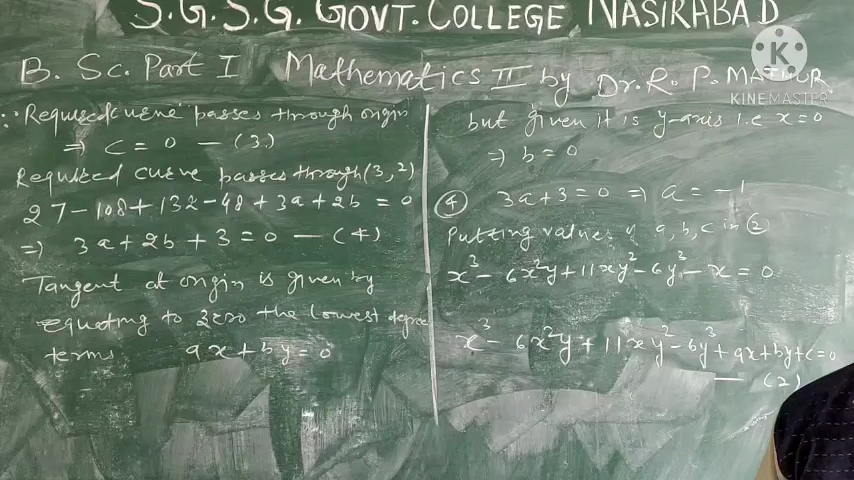 S.G.S.G. GOVT. COLLEGE NASIRABAD
B. Sc. Part I Mathematics II by Dr. R. P. MATHUR
KINEMASTER
∵ Required curve passes through origin
⇒ c = 0 — (3)
Required curve passes through (3, 2)
27 - 108 + 132 - 48 + 3a + 2b = 0
⇒ 3a + 2b + 3 = 0 — (4)
Tangent at origin is given by
equating to zero the lowest degree
terms ax + by = 0
but given it is y-axis i.e x = 0
⇒ b = 0
④ 3a + 3 = 0 ⇒ a = -1
Putting values of a, b, c in ②
x³ - 6x²y + 11xy² - 6y³ - x = 0
x³ - 6x²y + 11xy² - 6y³ + ax + by + c = 0
— (2)